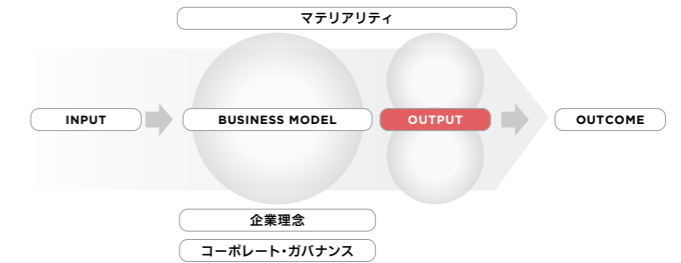 マテリアリティ
INPUT
BUSINESS MODEL
OUTPUT
OUTCOME
企業理念
コーポレート・ガバナンス